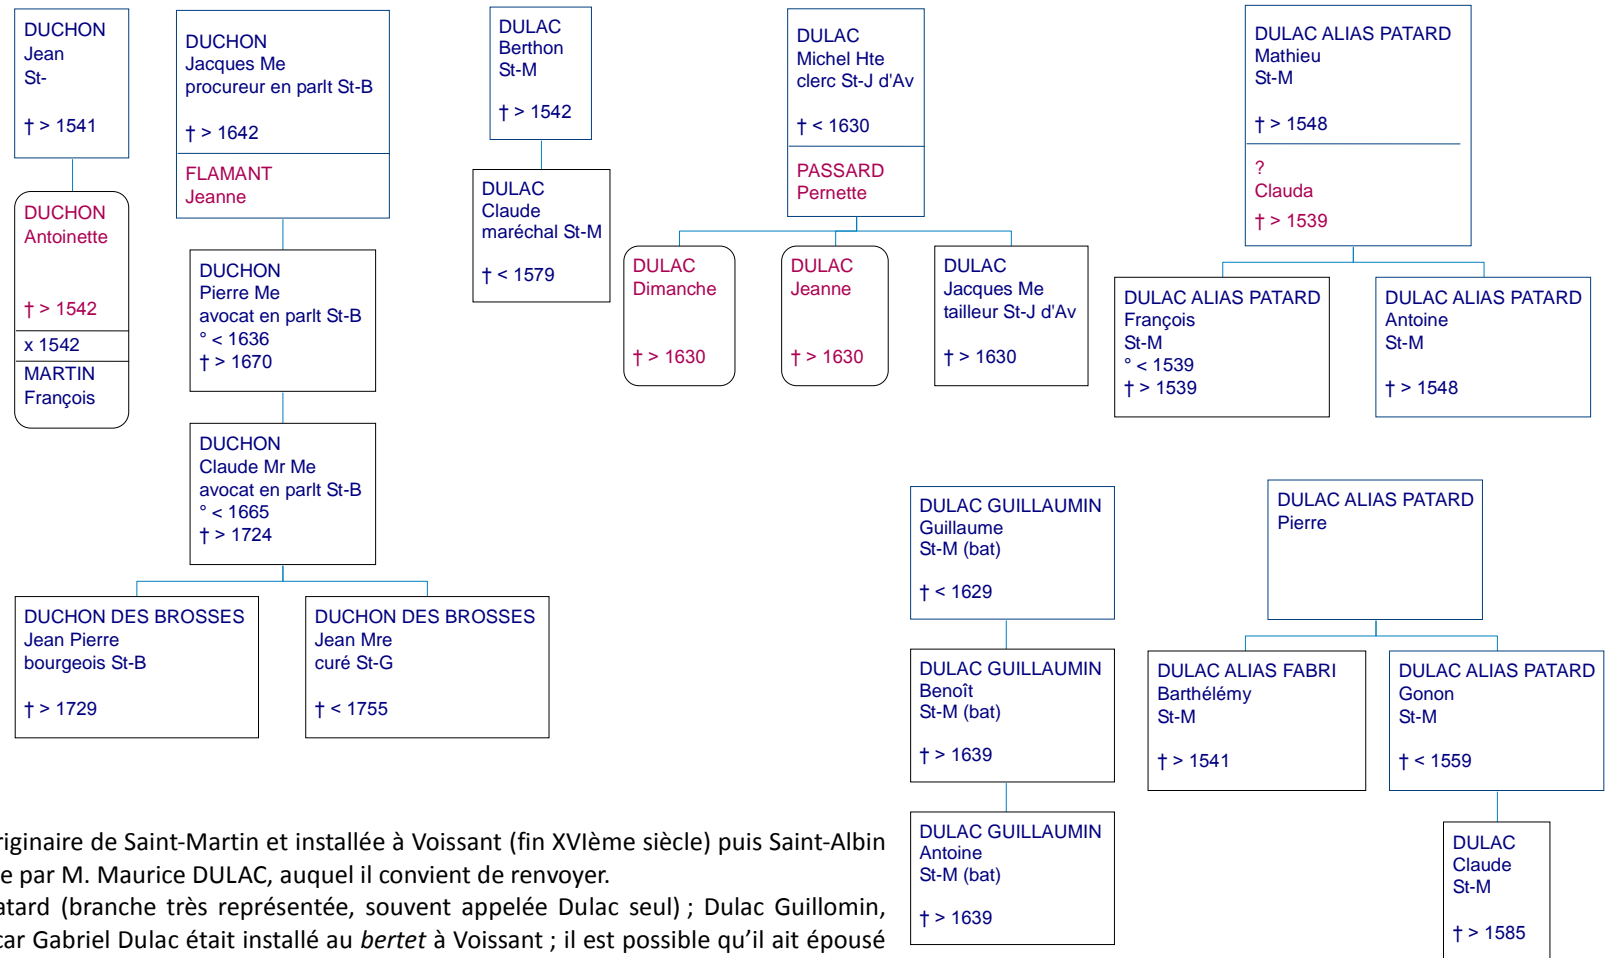 DUCHON
Jean
St-
† > 1541
DUCHON
Antoinette
† > 1542
x 1542
MARTIN
François
DUCHON
Jacques Me
procureur en parlt St-B
† > 1642
FLAMANT
Jeanne
DUCHON
Pierre Me
avocat en parlt St-B
° < 1636
† > 1670
DUCHON
Claude Mr Me
avocat en parlt St-B
° < 1665
† > 1724
DUCHON DES BROSSES
Jean Pierre
bourgeois St-B
† > 1729
DUCHON DES BROSSES
Jean Mre
curé St-G
† < 1755
DULAC
Berthon
St-M
† > 1542
DULAC
Claude
maréchal St-M
† < 1579
DULAC
Michel Hte
clerc St-J d'Av
† < 1630
PASSARD
Pernette
DULAC
Dimanche
† > 1630
DULAC
Jeanne
† > 1630
DULAC
Jacques Me
tailleur St-J d'Av
† > 1630
DULAC ALIAS PATARD
Mathieu
St-M
† > 1548
?
Clauda
† > 1539
DULAC ALIAS PATARD
François
St-M
° < 1539
† > 1539
DULAC ALIAS PATARD
Antoine
St-M
† > 1548
DULAC GUILLAUMIN
Guillaume
St-M (bat)
† < 1629
DULAC GUILLAUMIN
Benoît
St-M (bat)
† > 1639
DULAC GUILLAUMIN
Antoine
St-M (bat)
† > 1639
DULAC ALIAS PATARD
Pierre
DULAC ALIAS FABRI
Barthélémy
St-M
† > 1541
DULAC ALIAS PATARD
Gonon
St-M
† < 1559
DULAC
Claude
St-M
† > 1585
riginaire de Saint-Martin et installée à Voissant (fin XVIème siècle) puis Saint-Albin
e par M. Maurice DULAC, auquel il convient de renvoyer.
atard (branche très représentée, souvent appelée Dulac seul) ; Dulac Guillomin,
car Gabriel Dulac était installé au bertet à Voissant ; il est possible qu'il ait épousé